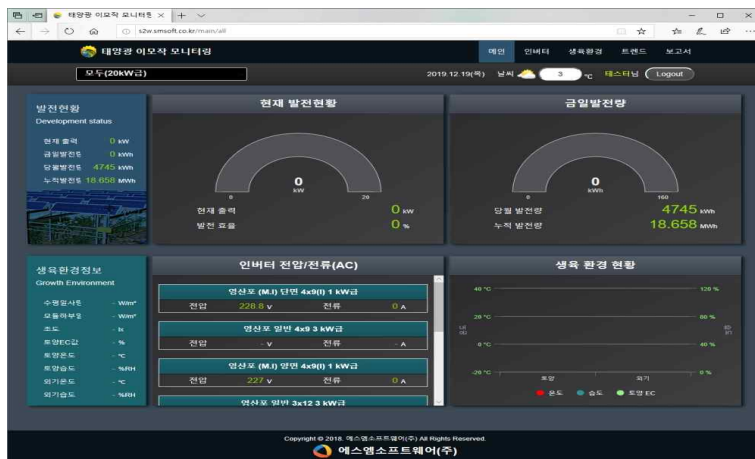 태양광 이모작 모니터링
s2w.smsoft.co.kr/main/all
태양광 이모작 모니터링
메인 인버터 생육환경 트렌드 보고서
모두(20kW급)
2019.12.19(목) 날씨 3 ℃ 테스터님 Logout
발전현황
Development status
현재 출력 0 kW
금일발전량 0 kWh
당월발전량 4745 kWh
누적발전량 18.658 MWh
현재 발전현황
0
kW
0 20
현재 출력 0 kW
발전 효율 0 %
금일발전량
0
kWh
0 160
당월 발전량 4745 kWh
누적 발전량 18.658 MWh
생육환경정보
Growth Environment
수평일사량 - W/m²
모듈하부일 - W/m²
조도 - lx
토양EC값 - %
토양온도 - ℃
토양습도 - %RH
외기온도 - ℃
외기습도 - %RH
인버터 전압/전류(AC)
영산포 (M.I) 단면 4x9(I) 1 kW급
전압 228.8 V 전류 0 A
영산포 일반 4x9 3 kW급
전압 - V 전류 - A
영산포 (M.I) 양면 4x9(I) 1 kW급
전압 227 V 전류 0 A
영산포 일반 3x12 3 kW급
생육 환경 현황
40 ℃ 120 %
20 ℃ 80 %
0 ℃ 40 %
-20 ℃ 0 %
온도
습도
토양 외기
온도 습도 토양 EC
Copyright © 2018. 에스엠소프트웨어(주) All Rights Reserved.
에스엠소프트웨어(주)